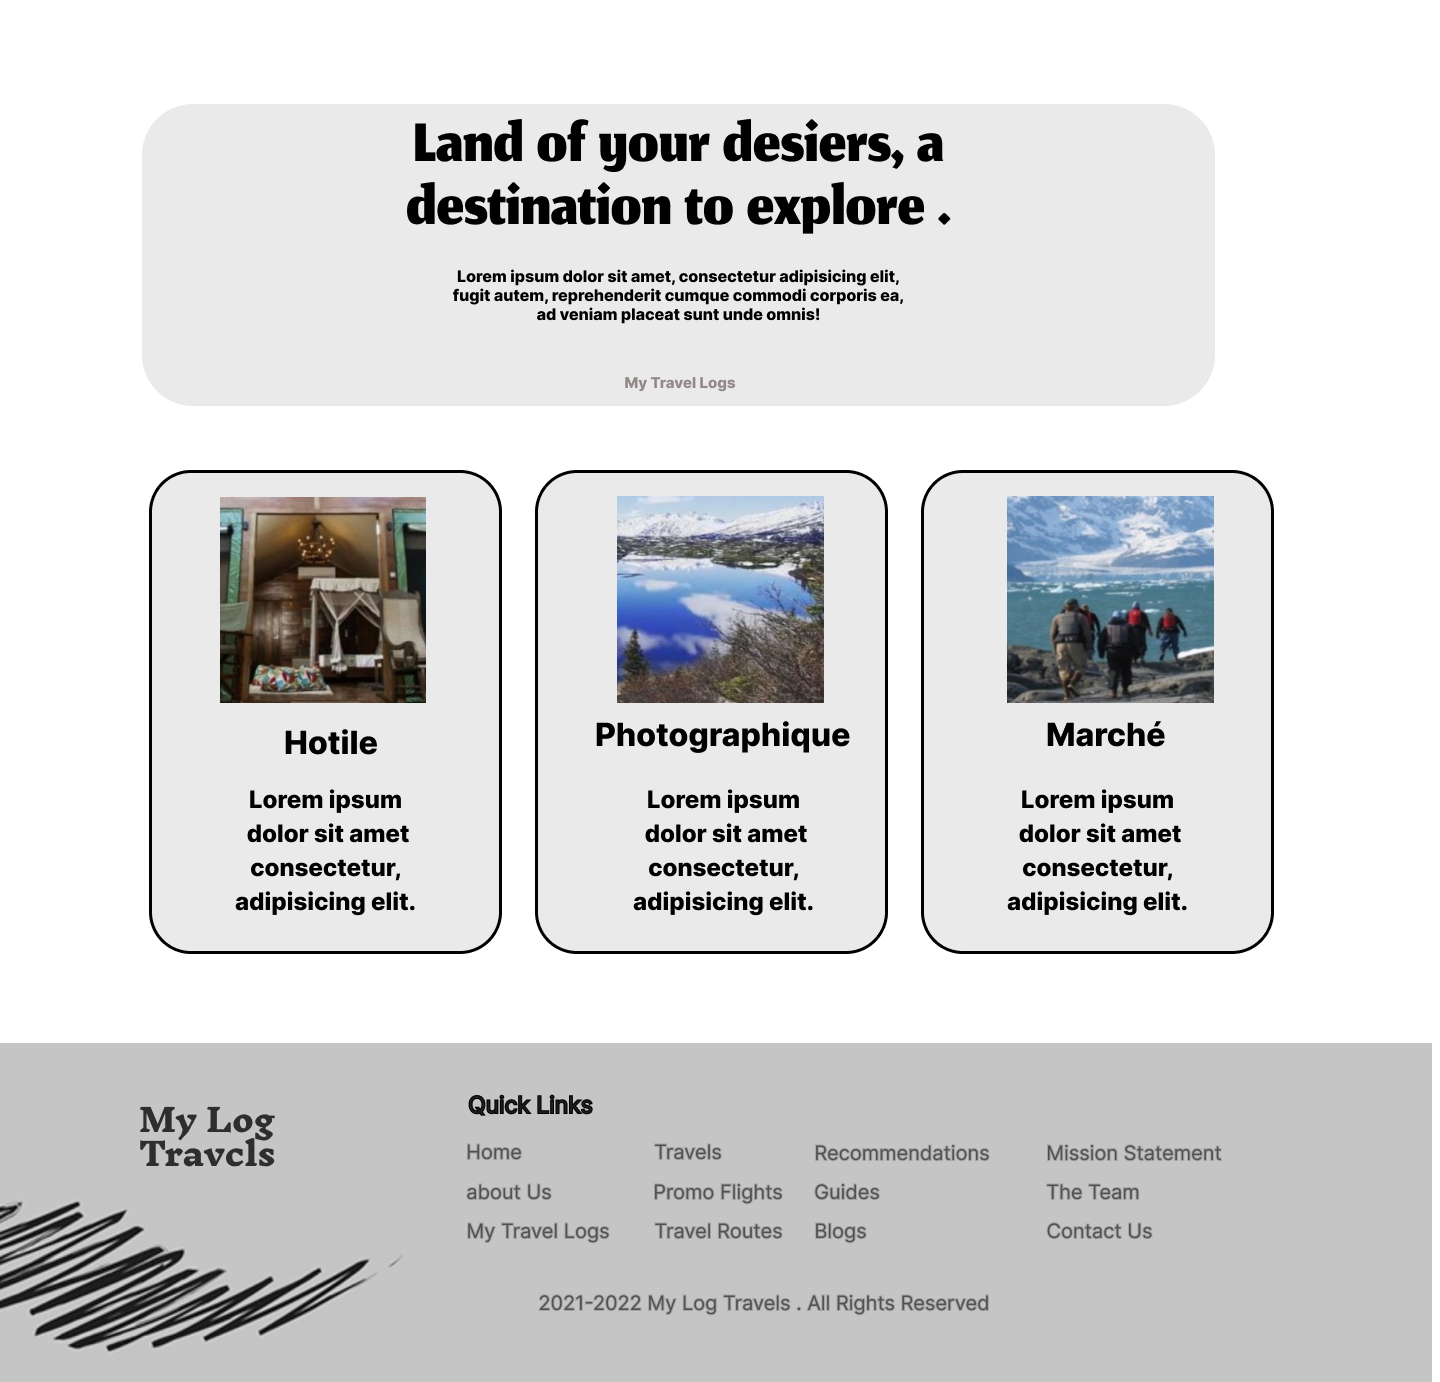 Land of your desiers, a
destination to explore .
Lorem ipsum dolor sit amet, consectetur adipisicing elit,
fugit autem, reprehenderit cumque commodi corporis ea,
ad veniam placeat sunt unde omnis!
My Travel Logs
Hotile
Lorem ipsum
dolor sit amet
consectetur,
adipisicing elit.
Photographique
Lorem ipsum
dolor sit amet
consectetur,
adipisicing elit.
Marché
Lorem ipsum
dolor sit amet
consectetur,
adipisicing elit.
My Log
Travels
Quick Links
Home
about Us
My Travel Logs
Travels
Promo Flights
Travel Routes
Recommendations
Guides
Blogs
Mission Statement
The Team
Contact Us
2021-2022 My Log Travels . All Rights Reserved